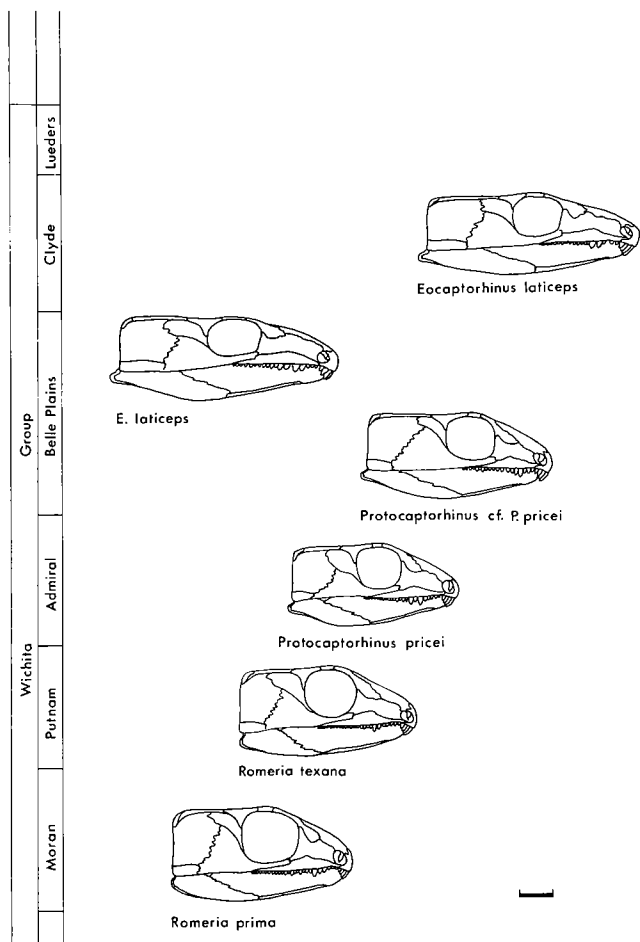 Lueders
Clyde
Eocaptorhinus laticeps
Group
Belle Plains
E. laticeps
Protocaptorhinus cf. P. pricei
Admiral
Protocaptorhinus pricei
Wichita
Putnam
Romeria texana
Moran
Romeria prima